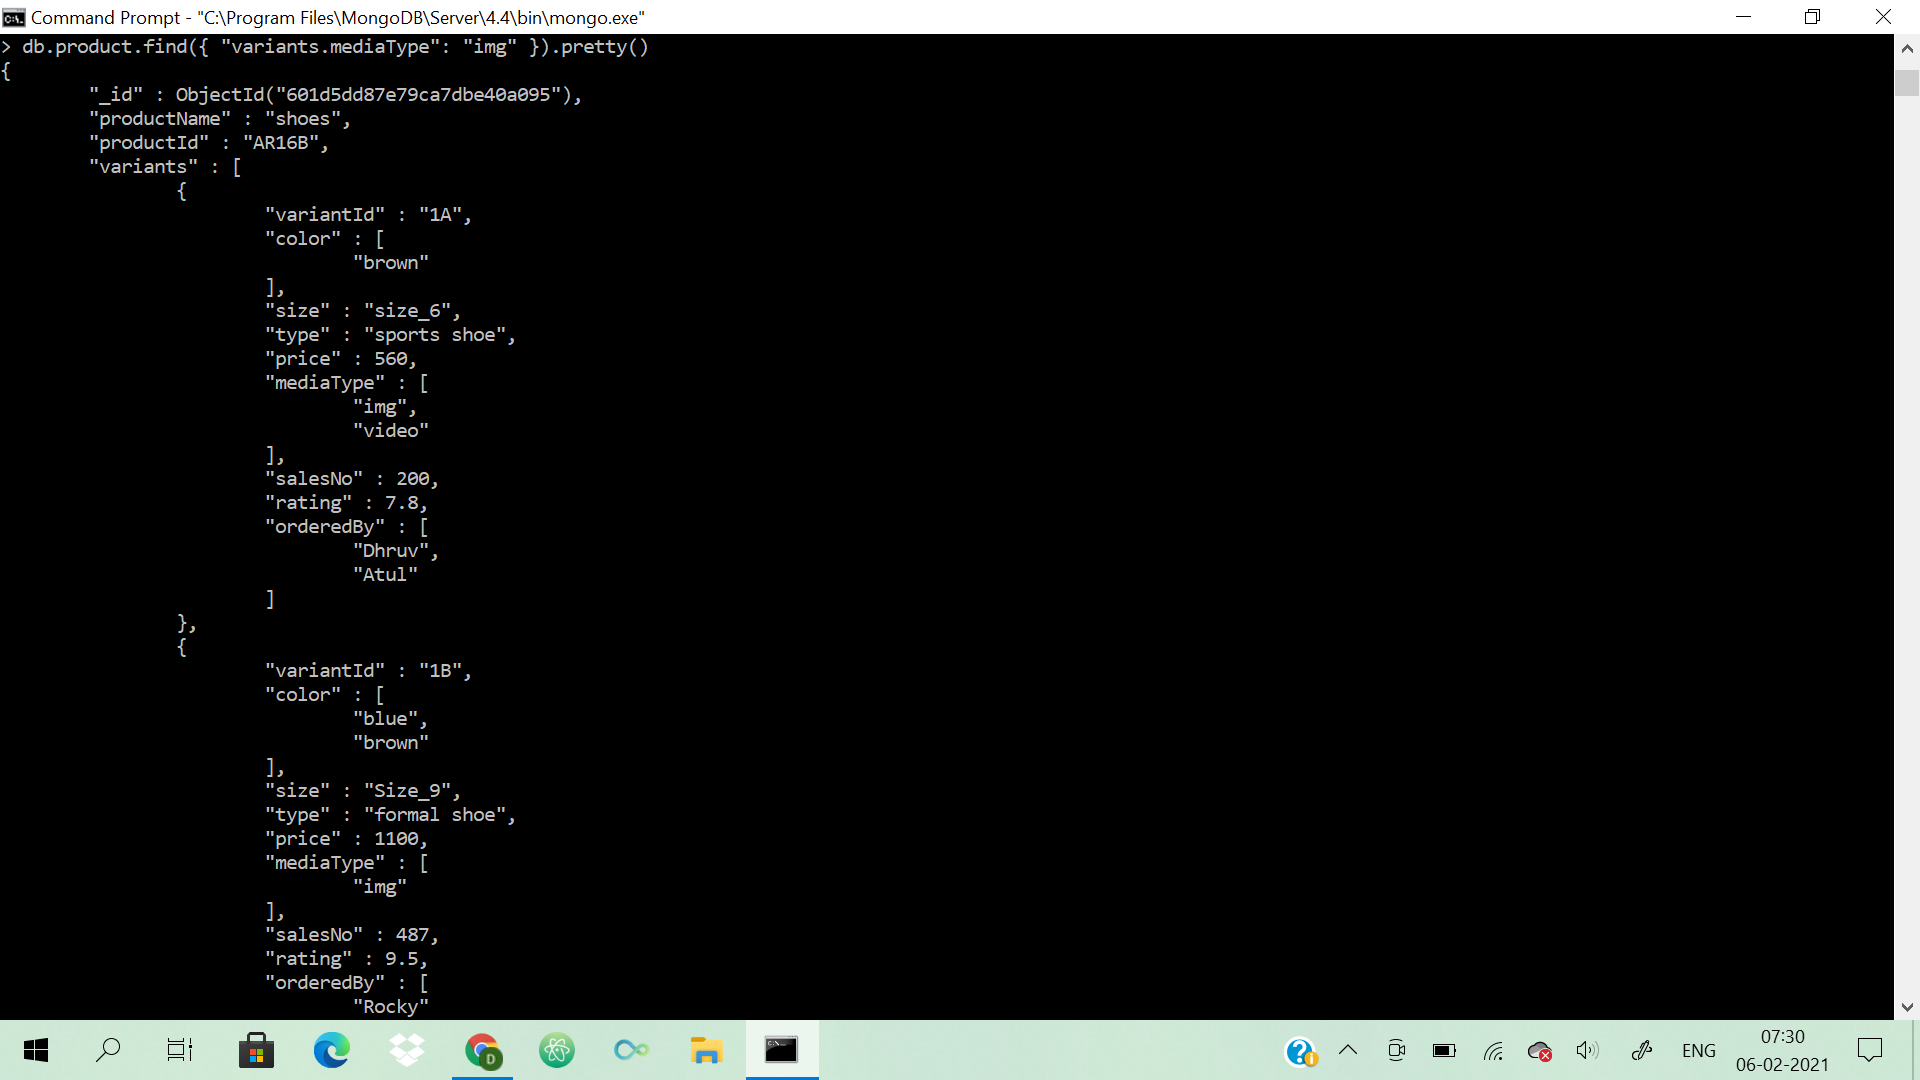 Command Prompt - "C:\Program Files\MongoDB\Server\4.4\bin\mongo.exe"
> db.product.find({ "variants.mediaType": "img" }).pretty()
{
        "_id" : ObjectId("601d5dd87e79ca7dbe40a095"),
        "productName" : "shoes",
        "productId" : "AR16B",
        "variants" : [
                {
                        "variantId" : "1A",
                        "color" : [
                                "brown"
                        ],
                        "size" : "size_6",
                        "type" : "sports shoe",
                        "price" : 560,
                        "mediaType" : [
                                "img",
                                "video"
                        ],
                        "salesNo" : 200,
                        "rating" : 7.8,
                        "orderedBy" : [
                                "Dhruv",
                                "Atul"
                        ]
                },
                {
                        "variantId" : "1B",
                        "color" : [
                                "blue",
                                "brown"
                        ],
                        "size" : "Size_9",
                        "type" : "formal shoe",
                        "price" : 1100,
                        "mediaType" : [
                                "img"
                        ],
                        "salesNo" : 487,
                        "rating" : 9.5,
                        "orderedBy" : [
                                "Rocky"
D
ENG
07:30
06-02-2021